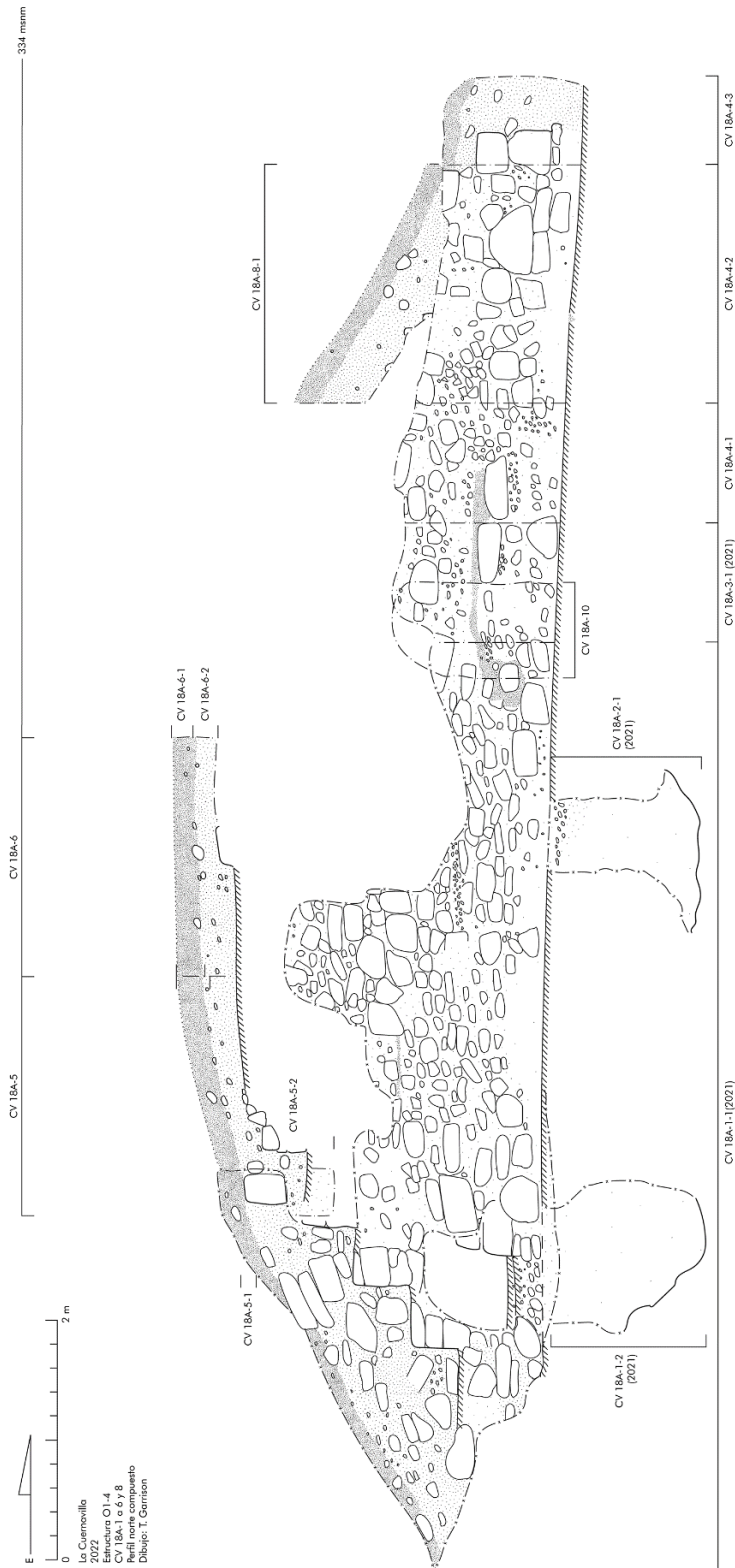 334 msnm
CV 18A-6
CV 18A-5
CV 18A-6-1
CV 18A-6-2
CV 18A-5-2
CV 18A-5-1
CV 18A-8-1
E
0
2 m
La Cuernavilla
2022
Estructura O1-4
CV 18A-1 a 6 y 8
Perfil norte compuesto
Dibujo: T. Garrison
CV 18A-10
CV 18A-2-1
(2021)
CV 18A-1-2
(2021)
CV 18A-1-1(2021)
CV 18A-3-1 (2021)
CV 18A-4-1
CV 18A-4-2
CV 18A-4-3